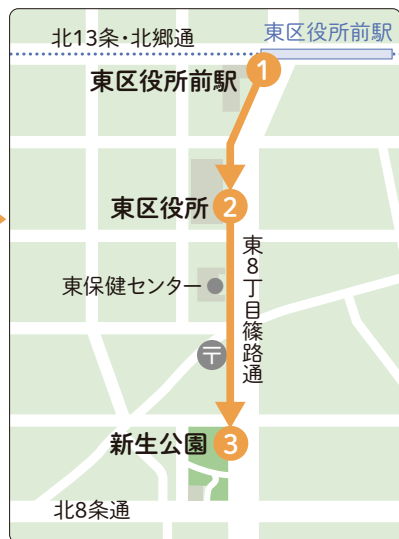 北13条・北郷通
東区役所前駅
1
東区役所前駅
東区役所
2
東保健センター
東8丁目篠路通
〒
新生公園
3
北8条通